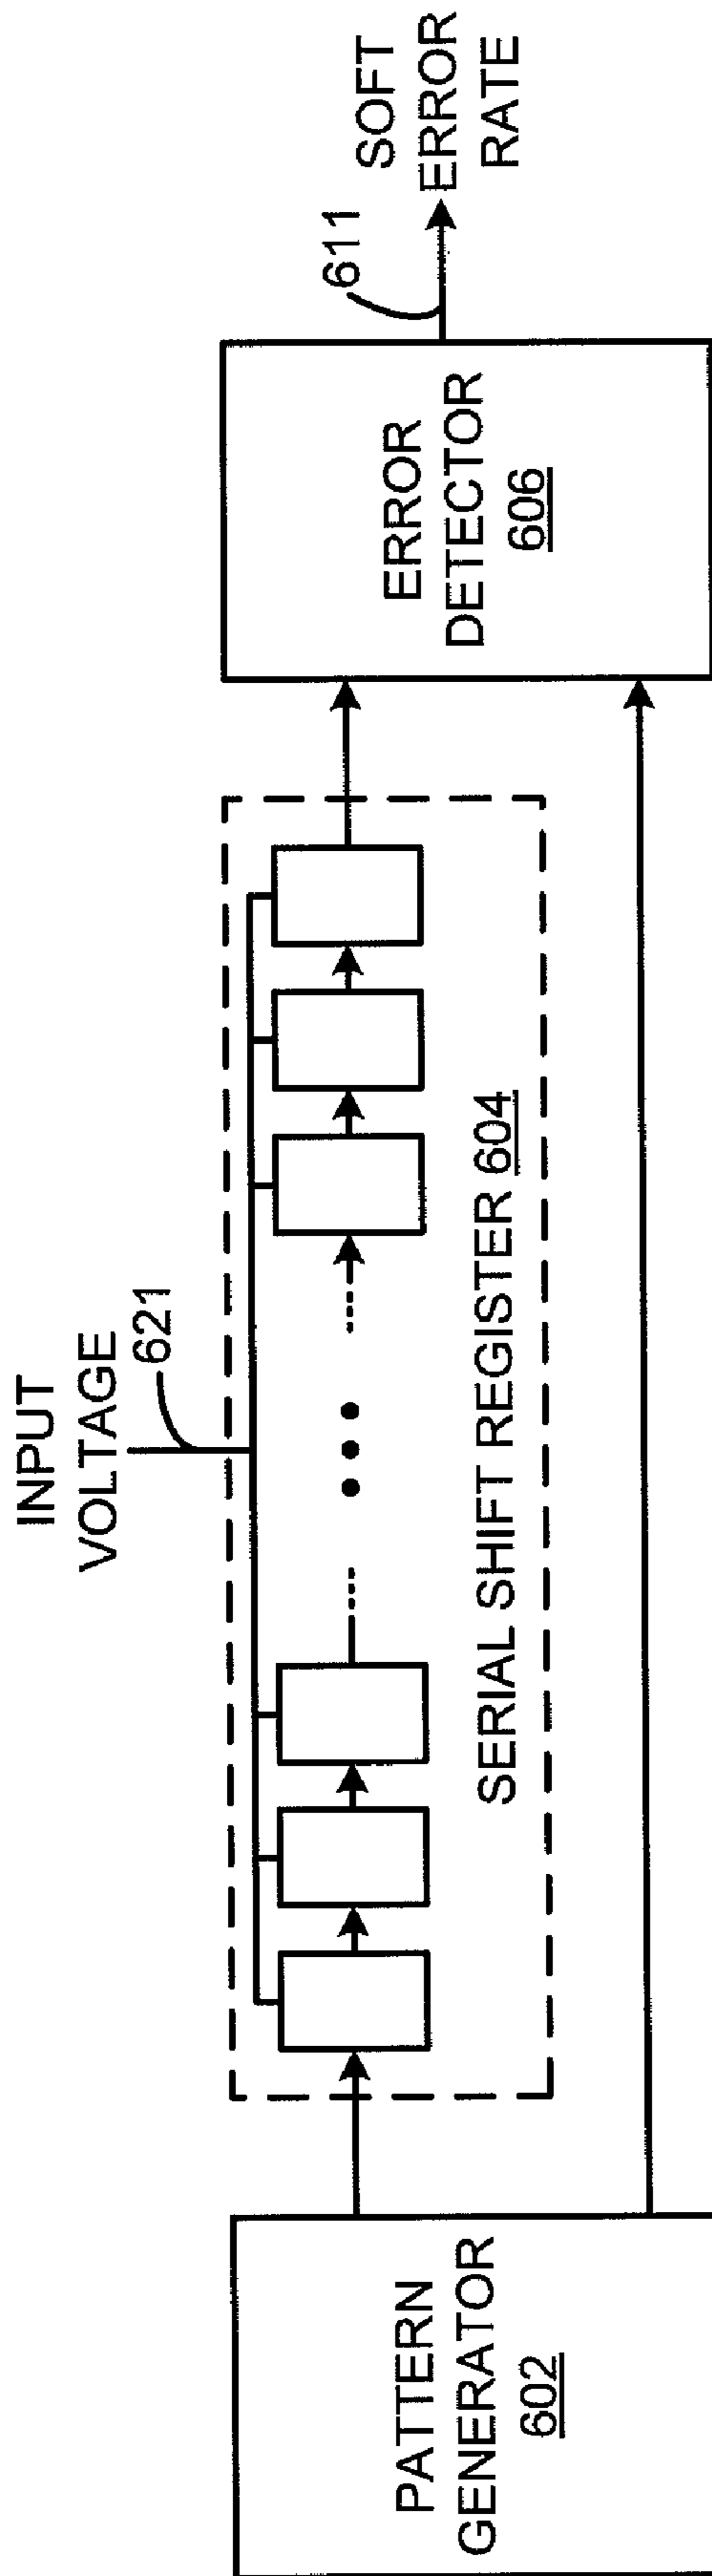 INPUT
VOLTAGE
621
PATTERN
GENERATOR
602
SERIAL SHIFT REGISTER 604
ERROR
DETECTOR
606
611
SOFT
ERROR
RATE